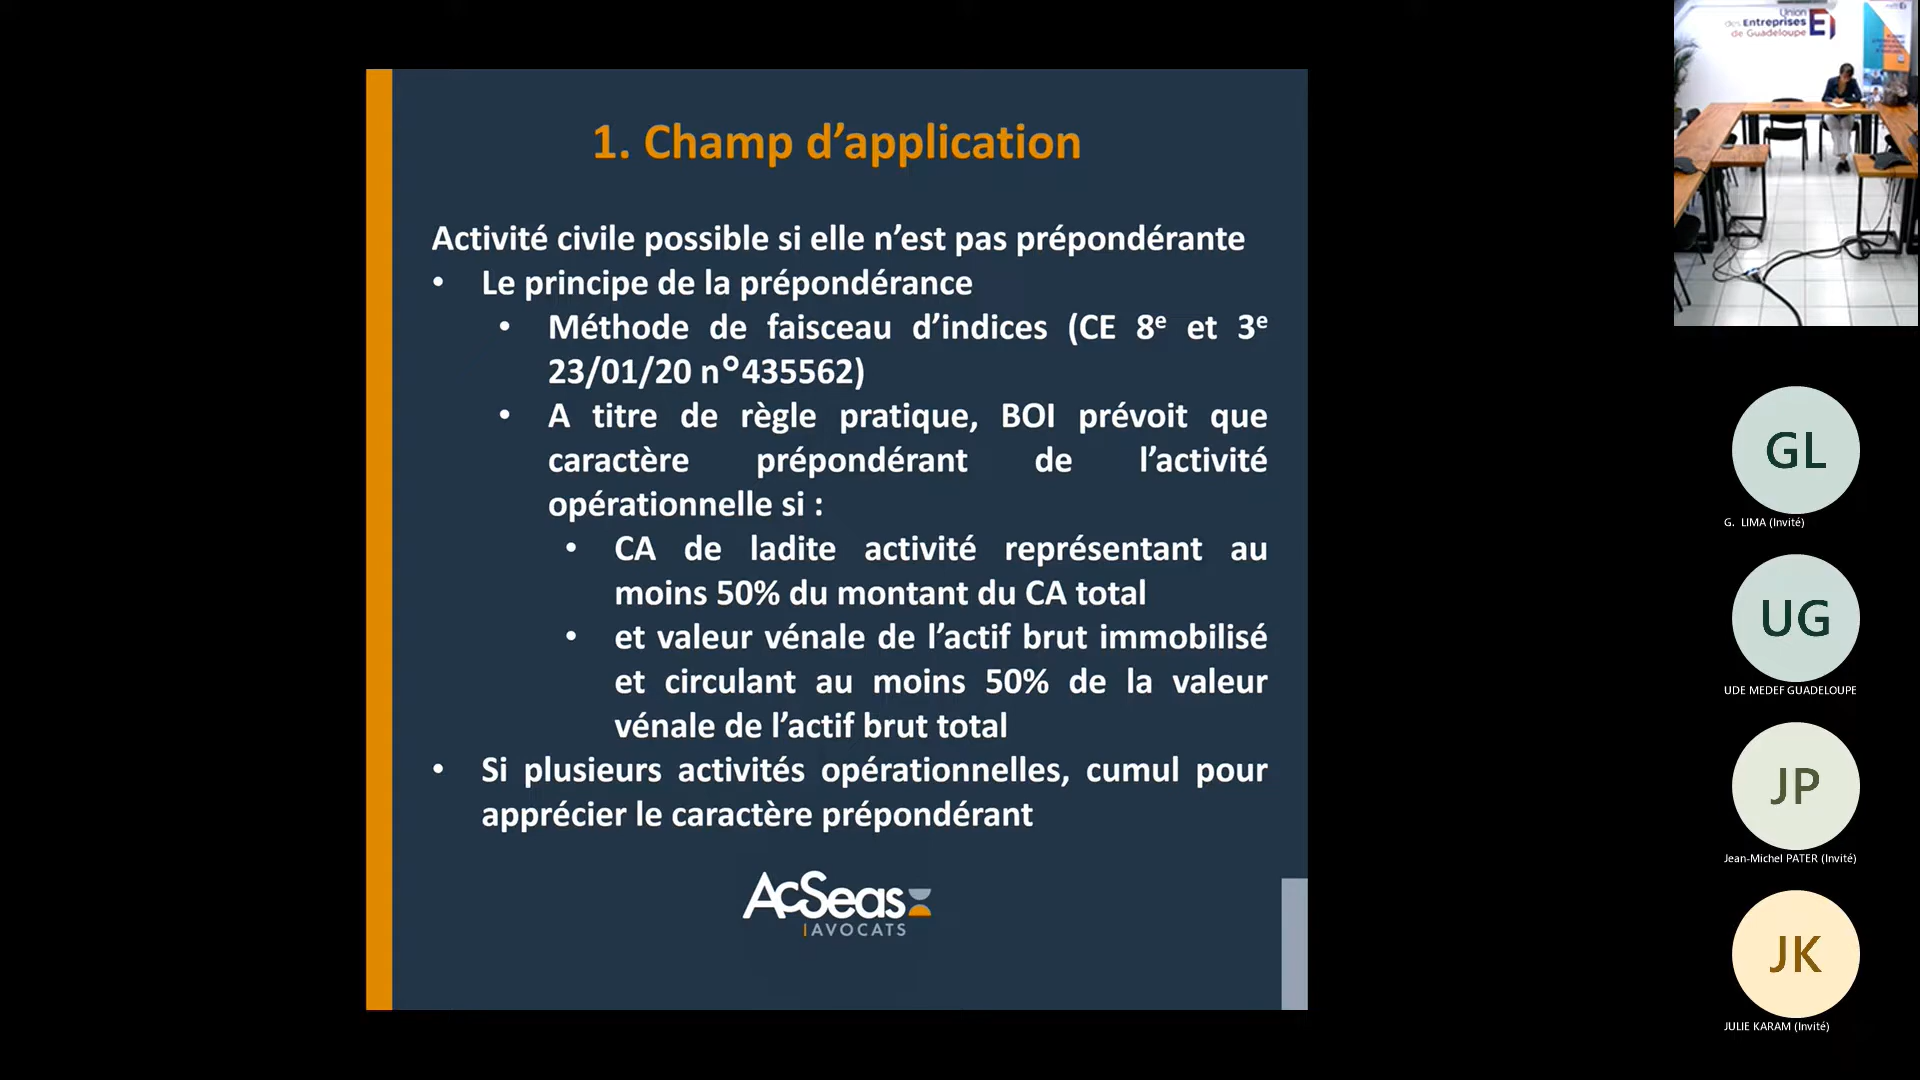 1. Champ d’application
Activité civile possible si elle n’est pas prépondérante
• Le principe de la prépondérance
• Méthode de faisceau d’indices (CE 8e et 3e
23/01/20 n°435562)
• A titre de règle pratique, BOI prévoit que
caractère prépondérant de l’activité
opérationnelle si :
• CA de ladite activité représentant au
moins 50% du montant du CA total
• et valeur vénale de l’actif brut immobilisé
et circulant au moins 50% de la valeur
vénale de l’actif brut total
• Si plusieurs activités opérationnelles, cumul pour
apprécier le caractère prépondérant
AcSeas
AVOCATS
Union
des Entreprises
de Guadeloupe
GL
G. LIMA (Invité)
UG
UDE MEDEF GUADELOUPE
JP
Jean-Michel PATER (Invité)
JK
JULIE KARAM (Invité)